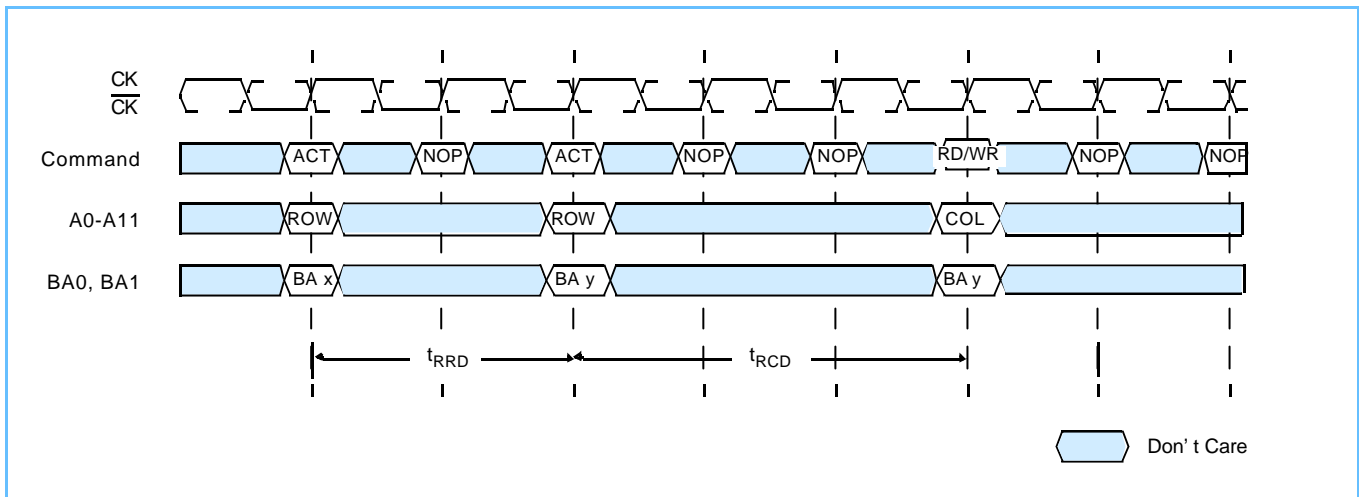 CK
CK
Command ACT NOP ACT NOP NOP RD/WR NOP NOP
A0-A11 ROW ROW COL
BA0, BA1 BA x BA y BA y
tRRD tRCD
Don' t Care